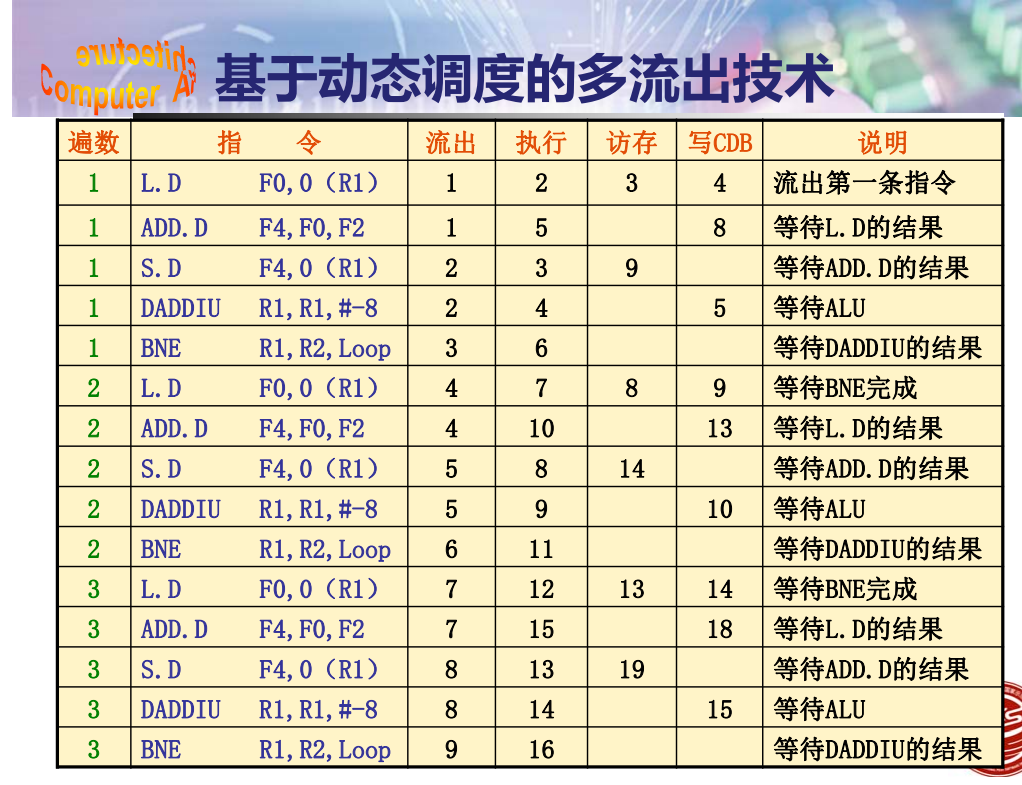 Computer Architecture
基于动态调度的多流出技术
遍数 指 令 流出 执行 访存 写CDB 说明
1 L.D F0,0（R1） 1 2 3 4 流出第一条指令
1 ADD.D F4,F0,F2 1 5 8 等待L.D的结果
1 S.D F4,0（R1） 2 3 9 等待ADD.D的结果
1 DADDIU R1,R1,#-8 2 4 5 等待ALU
1 BNE R1,R2,Loop 3 6 等待DADDIU的结果
2 L.D F0,0（R1） 4 7 8 9 等待BNE完成
2 ADD.D F4,F0,F2 4 10 13 等待L.D的结果
2 S.D F4,0（R1） 5 8 14 等待ADD.D的结果
2 DADDIU R1,R1,#-8 5 9 10 等待ALU
2 BNE R1,R2,Loop 6 11 等待DADDIU的结果
3 L.D F0,0（R1） 7 12 13 14 等待BNE完成
3 ADD.D F4,F0,F2 7 15 18 等待L.D的结果
3 S.D F4,0（R1） 8 13 19 等待ADD.D的结果
3 DADDIU R1,R1,#-8 8 14 15 等待ALU
3 BNE R1,R2,Loop 9 16 等待DADDIU的结果